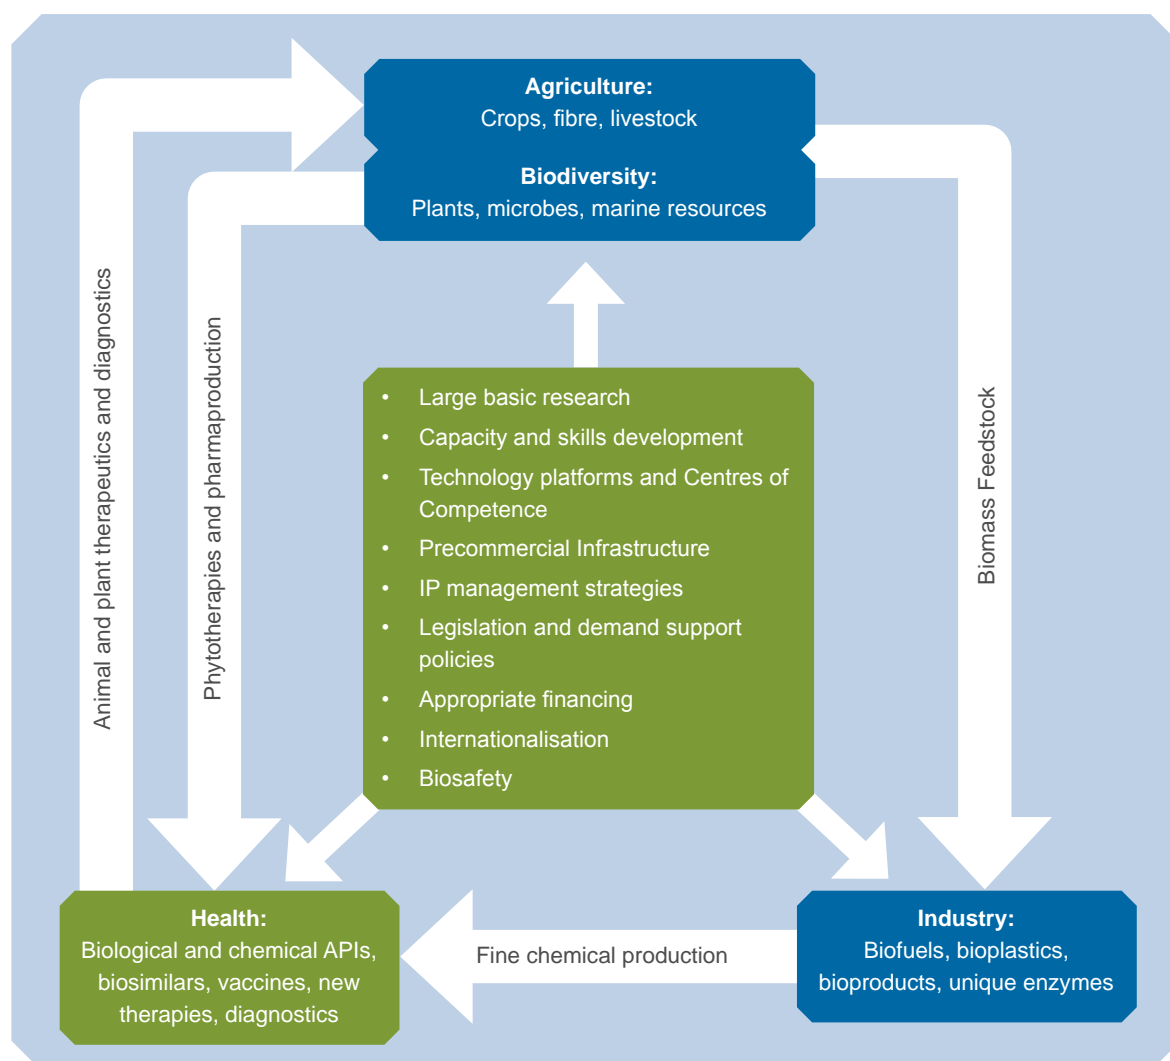 Agriculture:
Crops, fibre, livestock
Biodiversity:
Plants, microbes, marine resources
Animal and plant therapeutics and diagnostics
Phytotherapies and pharmaproduction
• Large basic research
• Capacity and skills development
• Technology platforms and Centres of
Competence
• Precommercial Infrastructure
• IP management strategies
• Legislation and demand support
policies
• Appropriate financing
• Internationalisation
• Biosafety
Biomass Feedstock
Health:
Biological and chemical APIs,
biosimilars, vaccines, new
therapies, diagnostics
Fine chemical production
Industry:
Biofuels, bioplastics,
bioproducts, unique enzymes